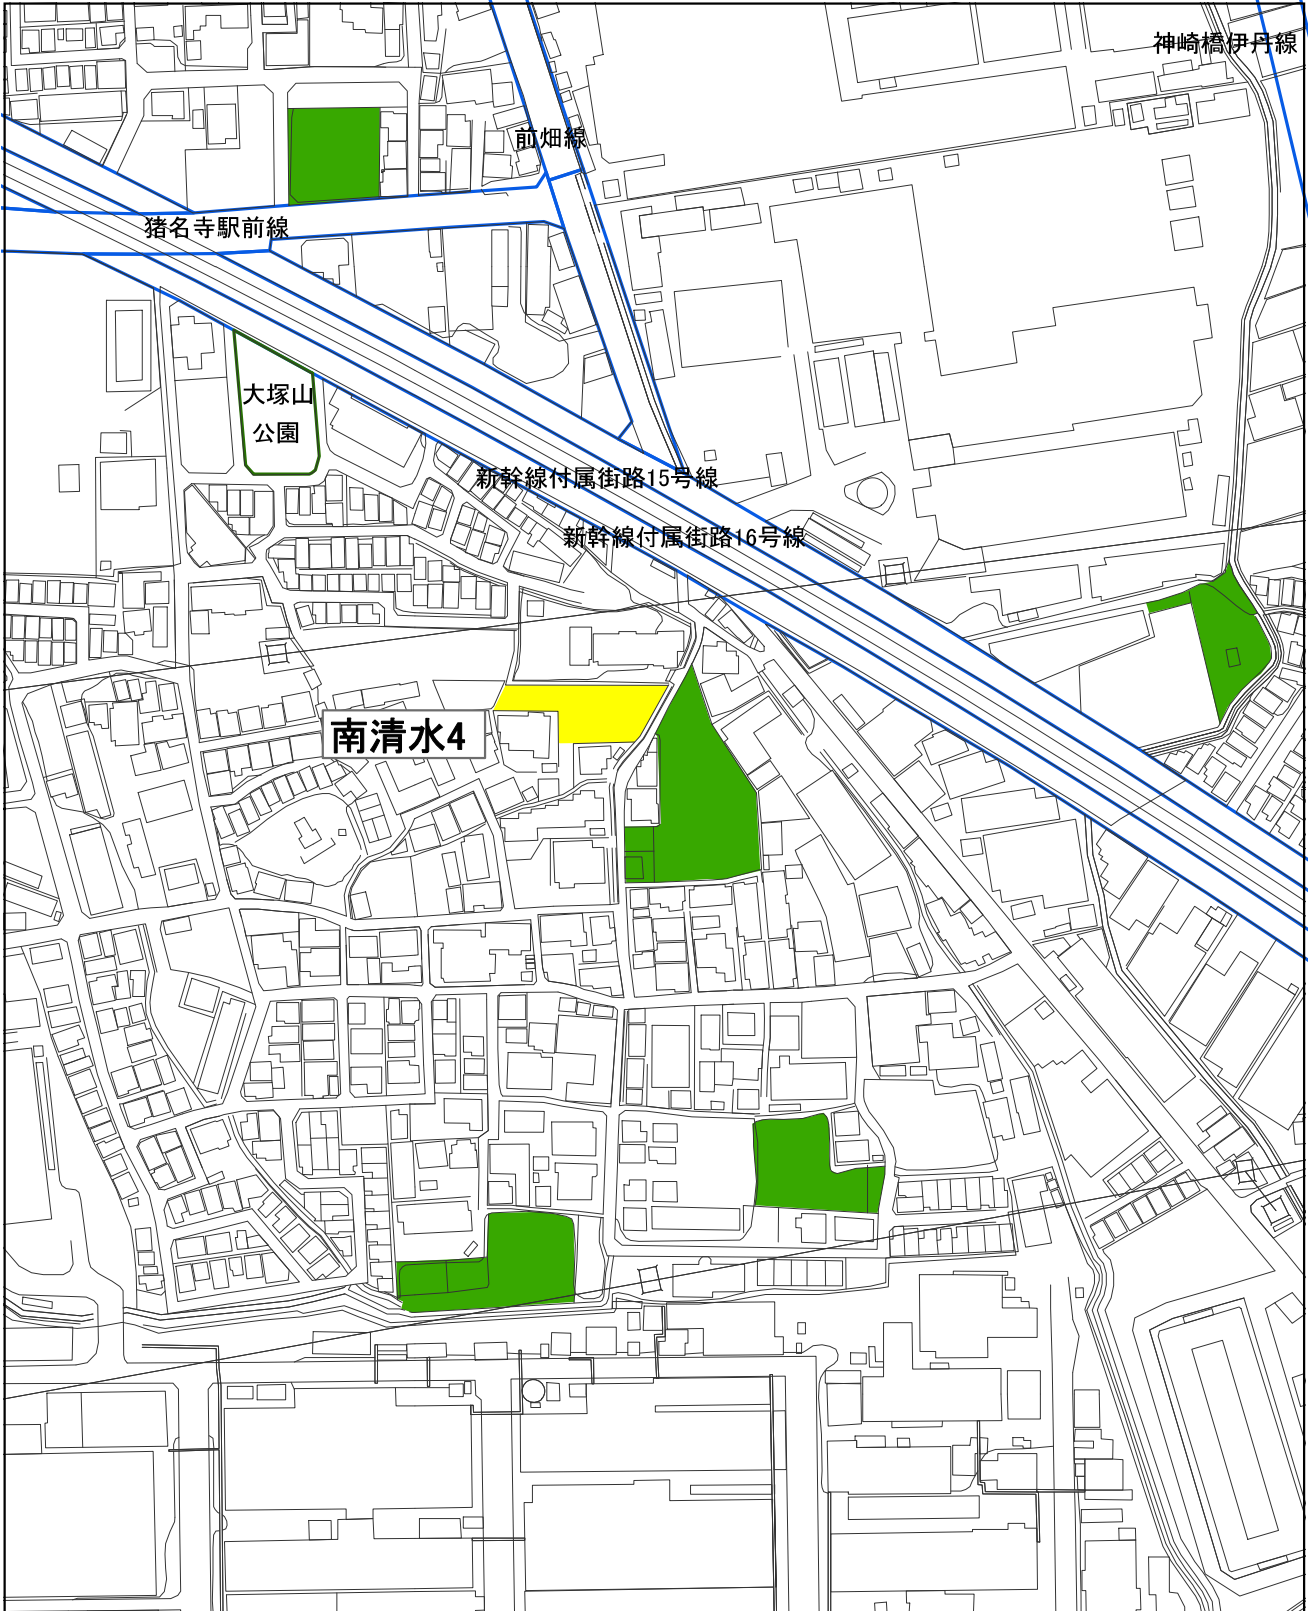 神崎橋伊丹線
前畑線
猪名寺駅前線
大塚山
公園
新幹線付属街路15号線
新幹線付属街路16号線
南清水4